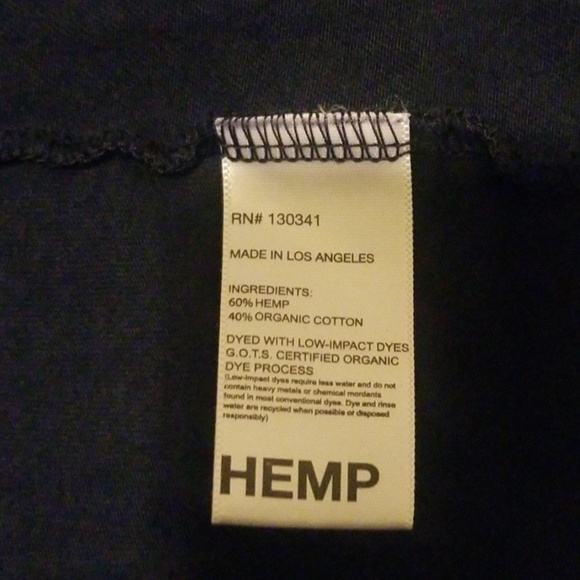 RN# 130341
MADE IN LOS ANGELES
INGREDIENTS:
60% HEMP
40% ORGANIC COTTON
DYED WITH LOW-IMPACT DYES
G.O.T.S. CERTIFIED ORGANIC
DYE PROCESS
(Low-impact dyes require less water and do not
contain heavy metals or chemical mordants
found in most conventional dyes. Dye and rinse
water are recycled when possible or disposed
responsibly)
HEMP